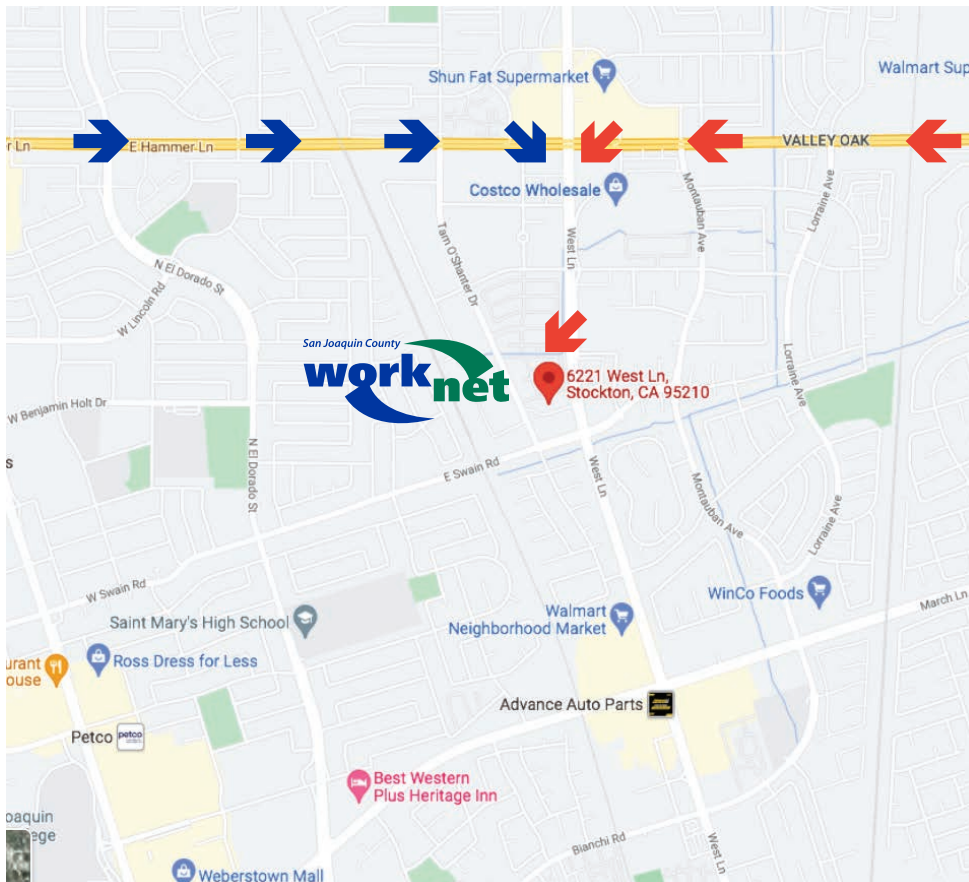 Shun Fat Supermarket
Walmart Sup
r Ln
E Hammer Ln
VALLEY OAK
Costco Wholesale
Montauban Ave
Lorraine Ave
West Ln
Tam O'Shanter Dr
N El Dorado St
W Lincoln Rd
San Joaquin County
work
net
6221 West Ln,
Stockton, CA 95210
Lorraine Ave
W Benjamin Holt Dr
s
N El Dorado St
E Swain Rd
West Ln
Montauban Ave
Lorraine Ave
W Swain Rd
WinCo Foods
March Ln
Saint Mary's High School
Walmart
Neighborhood Market
urant
ouse
Ross Dress for Less
Advance Auto Parts
Petco
petco
Best Western
Plus Heritage Inn
oaquin
ege
Bianchi Rd
West Ln
Weberstown Mall